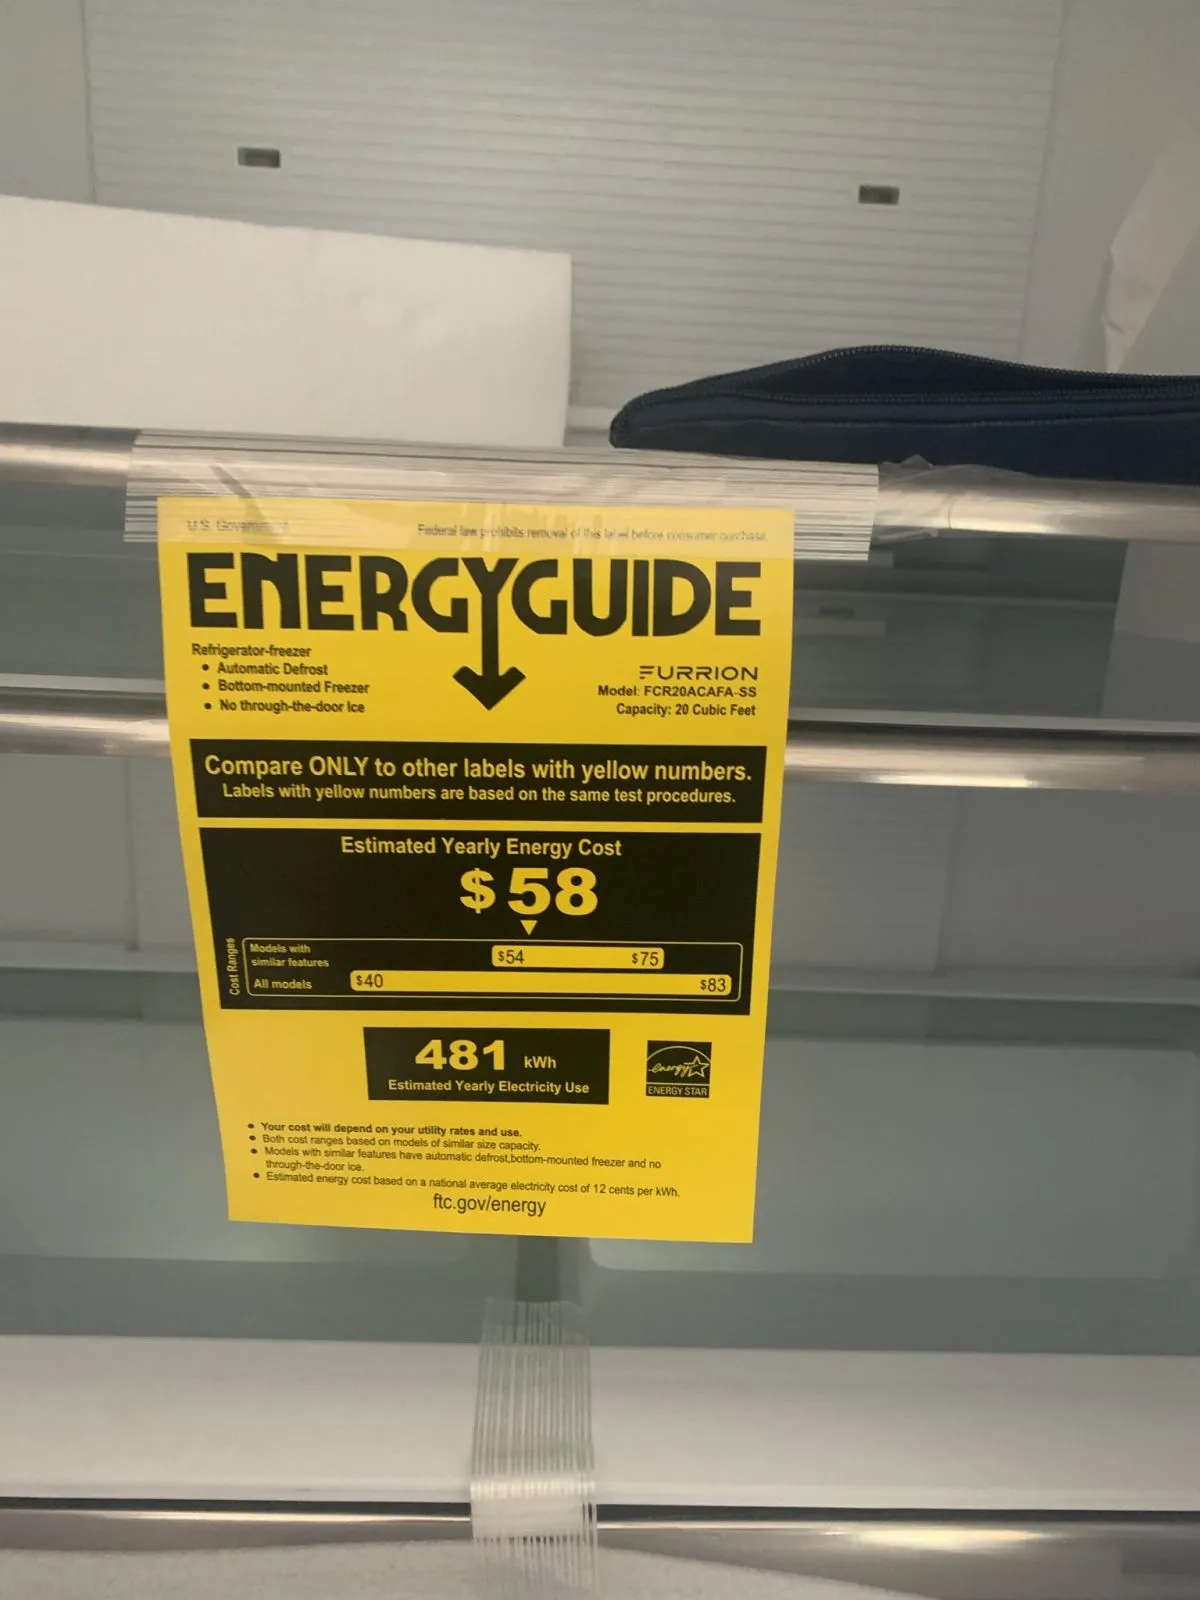 U.S. Government
Federal law prohibits removal of this label before consumer purchase.
ENERGYGUIDE
Refrigerator-freezer
• Automatic Defrost
• Bottom-mounted Freezer
• No through-the-door Ice
FURRION
Model: FCR20ACAFA-SS
Capacity: 20 Cubic Feet
Compare ONLY to other labels with yellow numbers.
Labels with yellow numbers are based on the same test procedures.
Estimated Yearly Energy Cost
$58
Cost Ranges
Models with
similar features
$54 $75
All models
$40 $83
481 kWh
Estimated Yearly Electricity Use
energy
ENERGY STAR
• Your cost will depend on your utility rates and use.
• Both cost ranges based on models of similar size capacity.
• Models with similar features have automatic defrost,bottom-mounted freezer and no
through-the-door ice.
• Estimated energy cost based on a national average electricity cost of 12 cents per kWh.
ftc.gov/energy